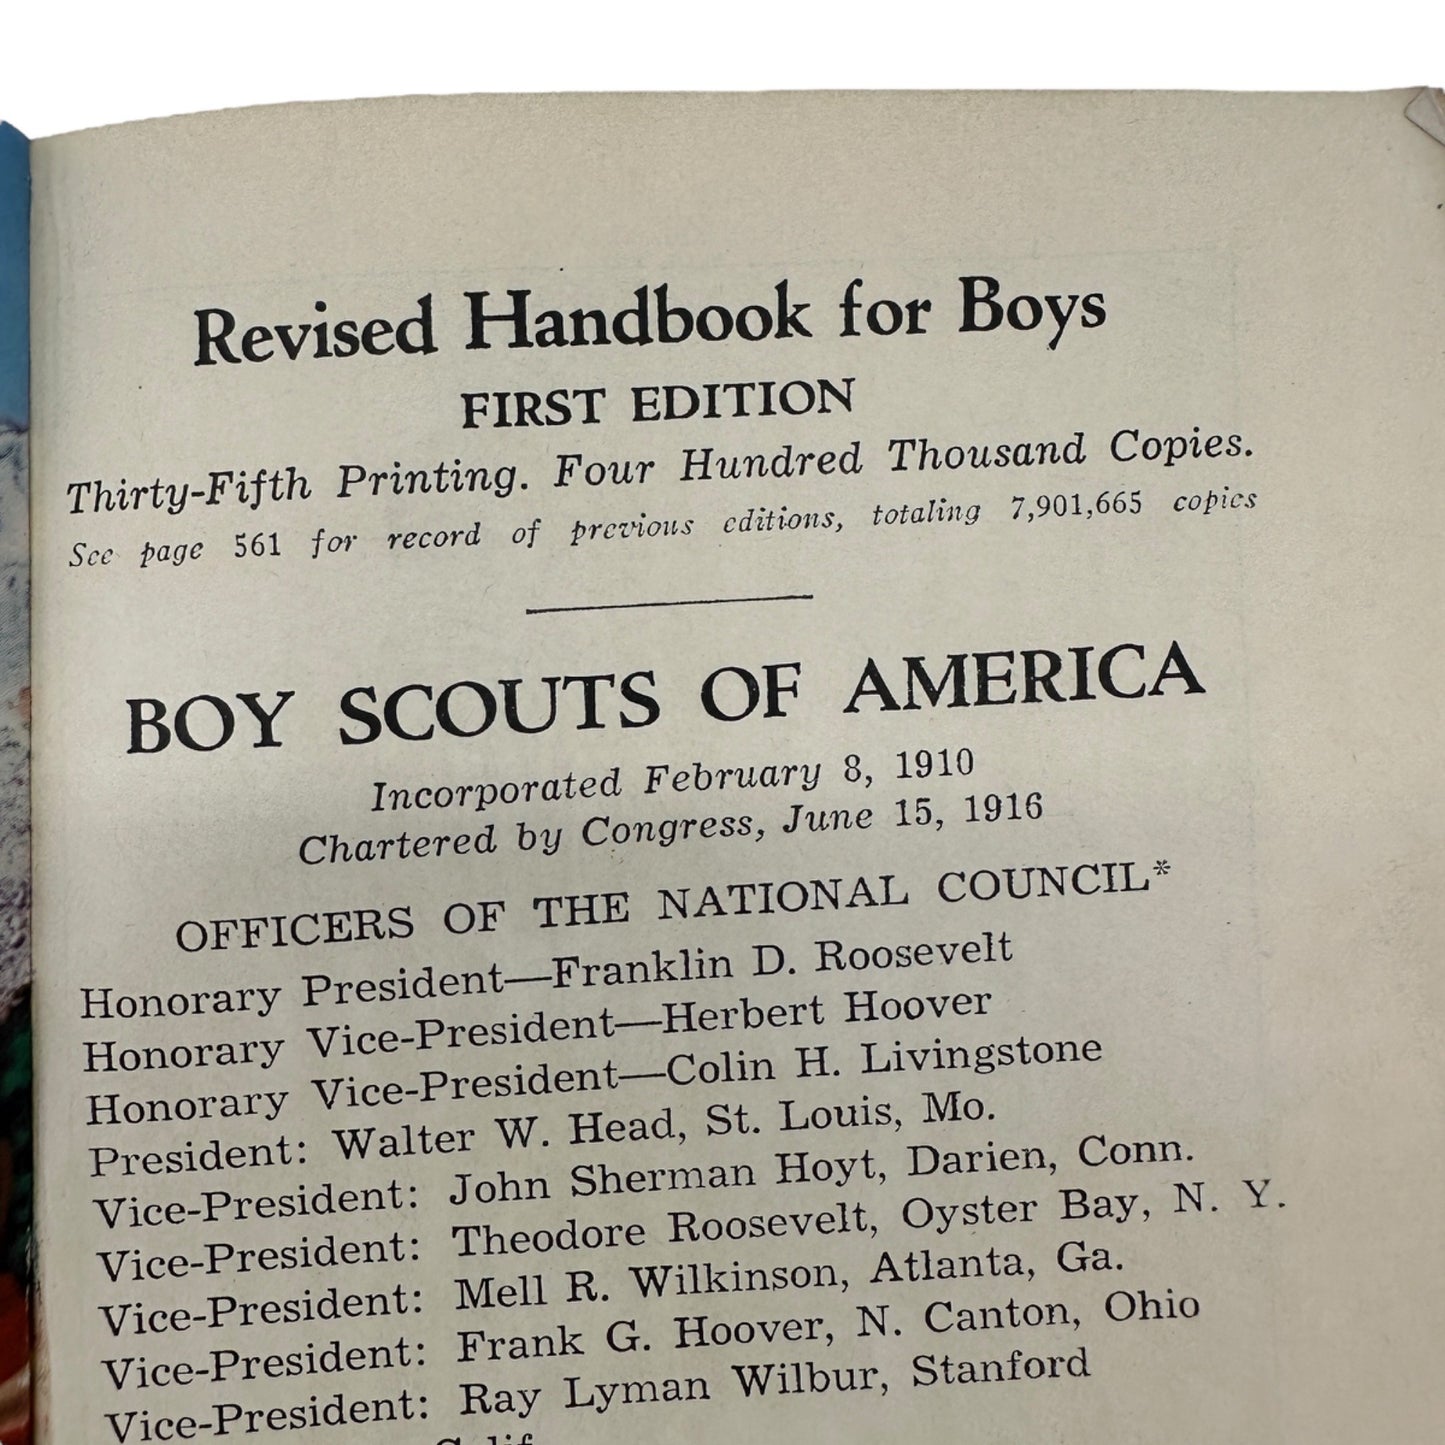 Revised Handbook for Boys
FIRST EDITION
Thirty-Fifth Printing. Four Hundred Thousand Copies.
See page 561 for record of previous editions, totaling 7,901,665 copies
BOY SCOUTS OF AMERICA
Incorporated February 8, 1910
Chartered by Congress, June 15, 1916
OFFICERS OF THE NATIONAL COUNCIL*
Honorary President—Franklin D. Roosevelt
Honorary Vice-President—Herbert Hoover
Honorary Vice-President—Colin H. Livingstone
President: Walter W. Head, St. Louis, Mo.
Vice-President: John Sherman Hoyt, Darien, Conn.
Vice-President: Theodore Roosevelt, Oyster Bay, N. Y.
Vice-President: Mell R. Wilkinson, Atlanta, Ga.
Vice-President: Frank G. Hoover, N. Canton, Ohio
Vice-President: Ray Lyman Wilbur, Stanford